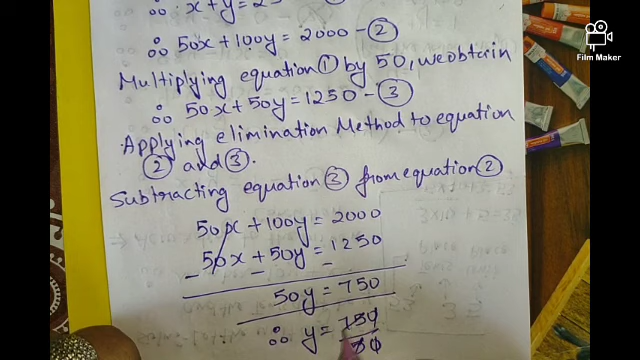 ∴ x+y=25
∴ 50x+100y=2000-②
Multiplying equation ① by 50, we obtain
∴ 50x+50y=1250-③
Applying elimination Method to equation
② and ③.
Subtracting equation ③ from equation ②
50x+100y=2000
50x+50y=1250
- - -
50y=750
∴ y=750/50
Film Maker